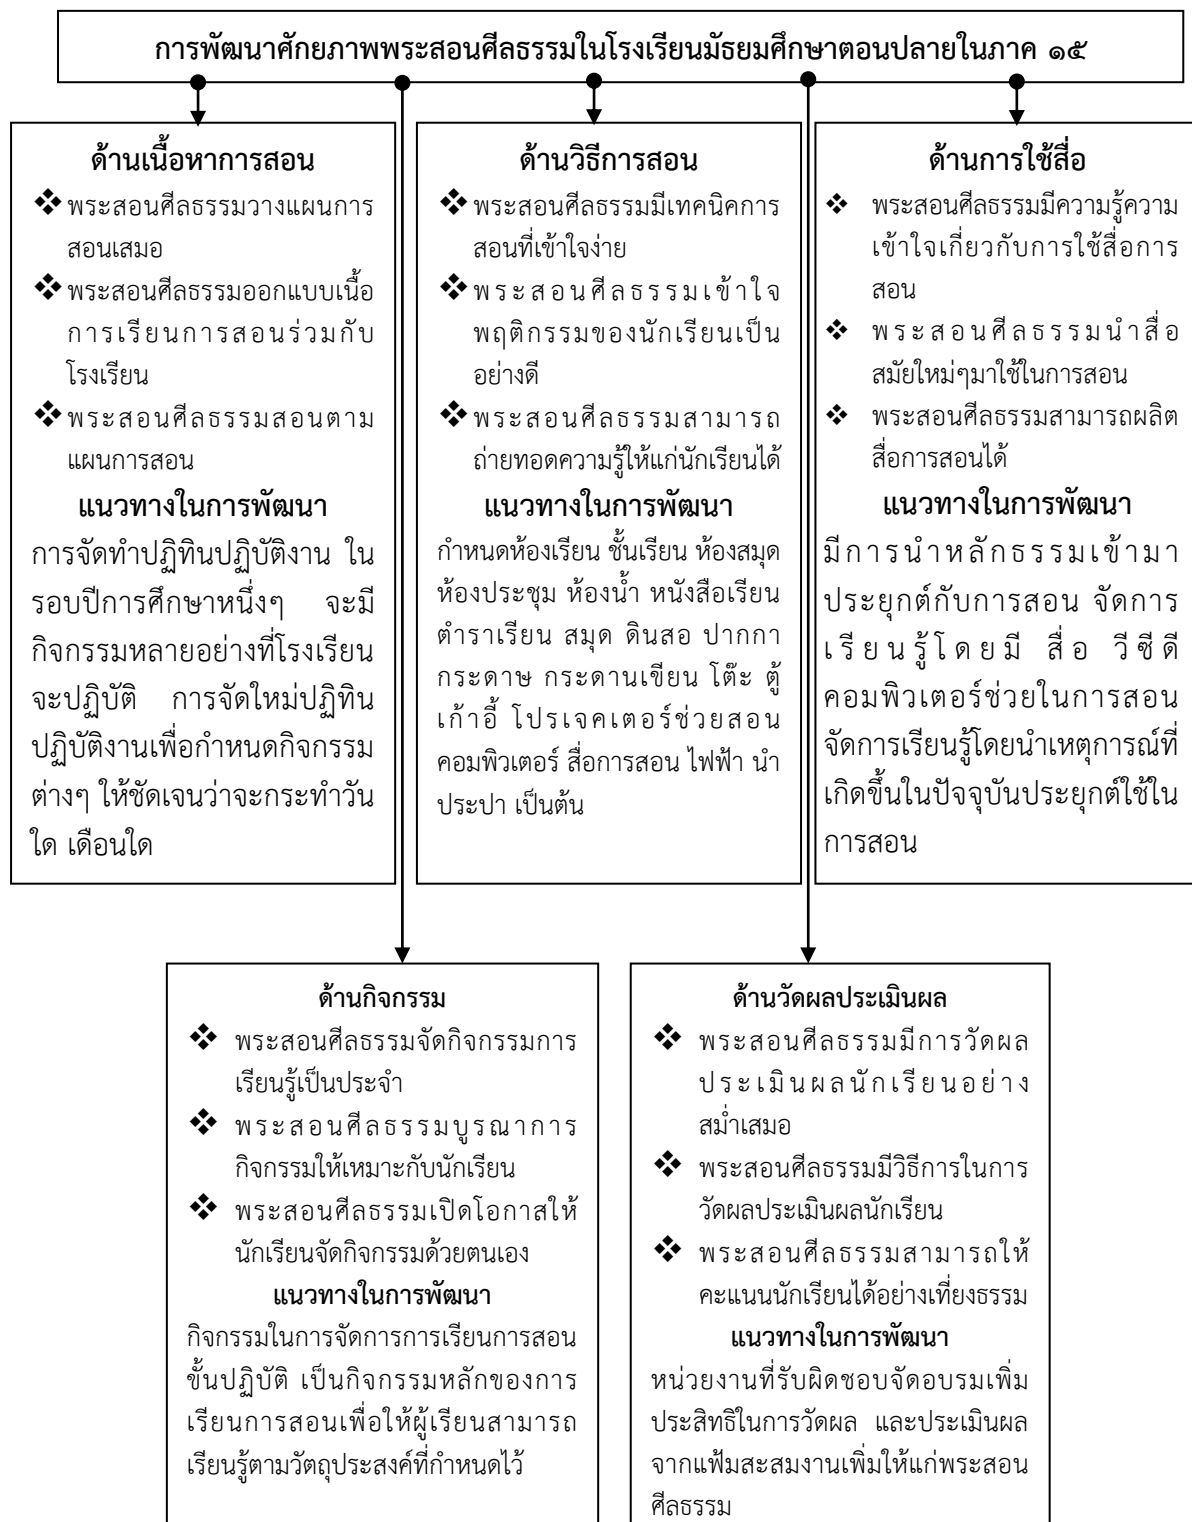 การพัฒนาศักยภาพพระสอนศีลธรรมในโรงเรียนมัธยมศึกษาตอนปลายในภาค ๑๕
ด้านเนื้อหาการสอน
พระสอนศีลธรรมวางแผนการ
สอนเสมอ
พระสอนศีลธรรมออกแบบเนื้อ
การเรียนการสอนร่วมกับ
โรงเรียน
พระสอนศีลธรรมสอนตาม
แผนการสอน
แนวทางในการพัฒนา
การจัดทำปฏิทินปฏิบัติงาน ใน
รอบปีการศึกษาหนึ่งๆ จะมี
กิจกรรมหลายอย่างที่โรงเรียน
จะปฏิบัติ การจัดใหม่ปฏิทิน
ปฏิบัติงานเพื่อกำหนดกิจกรรม
ต่างๆ ให้ชัดเจนว่าจะกระทำวัน
ใด เดือนใด
ด้านวิธีการสอน
พระสอนศีลธรรมมีเทคนิคการ
สอนที่เข้าใจง่าย
พระสอนศีลธรรมเข้าใจ
พฤติกรรมของนักเรียนเป็น
อย่างดี
พระสอนศีลธรรมสามารถ
ถ่ายทอดความรู้ให้แก่นักเรียนได้
แนวทางในการพัฒนา
กำหนดห้องเรียน ชั้นเรียน ห้องสมุด
ห้องประชุม ห้องน้ำ หนังสือเรียน
ตำราเรียน สมุด ดินสอ ปากกา
กระดาษ กระดานเขียน โต๊ะ ตู้
เก้าอี้ โปรเจคเตอร์ช่วยสอน
คอมพิวเตอร์ สื่อการสอน ไฟฟ้า นำ
ประปา เป็นต้น
ด้านการใช้สื่อ
พระสอนศีลธรรมมีความรู้ความ
เข้าใจเกี่ยวกับการใช้สื่อการ
สอน
พระสอนศีลธรรมนำสื่อ
สมัยใหม่ๆมาใช้ในการสอน
พระสอนศีลธรรมสามารถผลิต
สื่อการสอนได้
แนวทางในการพัฒนา
มีการนำหลักธรรมเข้ามา
ประยุกต์กับการสอน จัดการ
เรียนรู้โดยมี สื่อ วีซีดี
คอมพิวเตอร์ช่วยในการสอน
จัดการเรียนรู้โดยนำเหตุการณ์ที่
เกิดขึ้นในปัจจุบันประยุกต์ใช้ใน
การสอน
ด้านกิจกรรม
พระสอนศีลธรรมจัดกิจกรรมการ
เรียนรู้เป็นประจำ
พระสอนศีลธรรมบูรณาการ
กิจกรรมให้เหมาะกับนักเรียน
พระสอนศีลธรรมเปิดโอกาสให้
นักเรียนจัดกิจกรรมด้วยตนเอง
แนวทางในการพัฒนา
กิจกรรมในการจัดการการเรียนการสอน
ขั้นปฏิบัติ เป็นกิจกรรมหลักของการ
เรียนการสอนเพื่อให้ผู้เรียนสามารถ
เรียนรู้ตามวัตถุประสงค์ที่กำหนดไว้
ด้านวัดผลประเมินผล
พระสอนศีลธรรมมีการวัดผล
ประเมินผลนักเรียนอย่าง
สม่ำเสมอ
พระสอนศีลธรรมมีวิธีการในการ
วัดผลประเมินผลนักเรียน
พระสอนศีลธรรมสามารถให้
คะแนนนักเรียนได้อย่างเที่ยงธรรม
แนวทางในการพัฒนา
หน่วยงานที่รับผิดชอบจัดอบรมเพิ่ม
ประสิทธิในการวัดผล และประเมินผล
จากแฟ้มสะสมงานเพิ่มให้แก่พระสอน
ศีลธรรม